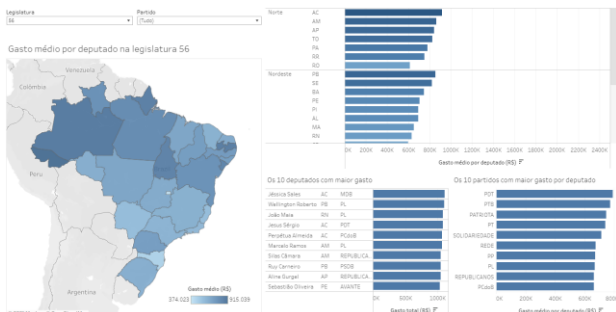 Legislatura
56
Partido
(Tudo)
Gasto médio por deputado na legislatura 56
Venezuela
Colômbia
Peru
Argentina
Gasto médio (R$)
374.023 915.039
Norte AC
AM
AP
TO
PA
RR
RO
Nordeste PB
SE
BA
PE
PI
AL
MA
RN
0K 200K 400K 600K 800K 1000K 1200K 1400K 1600K 1800K 2000K 2200K 2400K
Gasto médio por deputado (R$)
Os 10 deputados com maior gasto
Jéssica Sales AC MDB
Wellington Roberto PB PL
João Maia RN PL
Jesus Sérgio AC PDT
Perpétua Almeida AC PCdoB
Marcelo Ramos AM PL
Silas Câmara AM REPUBLICA
Ruy Carneiro PB PSDB
Aline Gurgel AP REPUBLICA
Sebastião Oliveira PE AVANTE
0K 500K 1000K
Gasto total (R$)
Os 10 partidos com maior gasto por deputado
PDT
PTB
PATRIOTA
PT
SOLIDARIEDADE
REDE
PP
PL
REPUBLICANOS
PCdoB
0K 200K 400K 600K 800K
Gasto médio por deputado (R$)